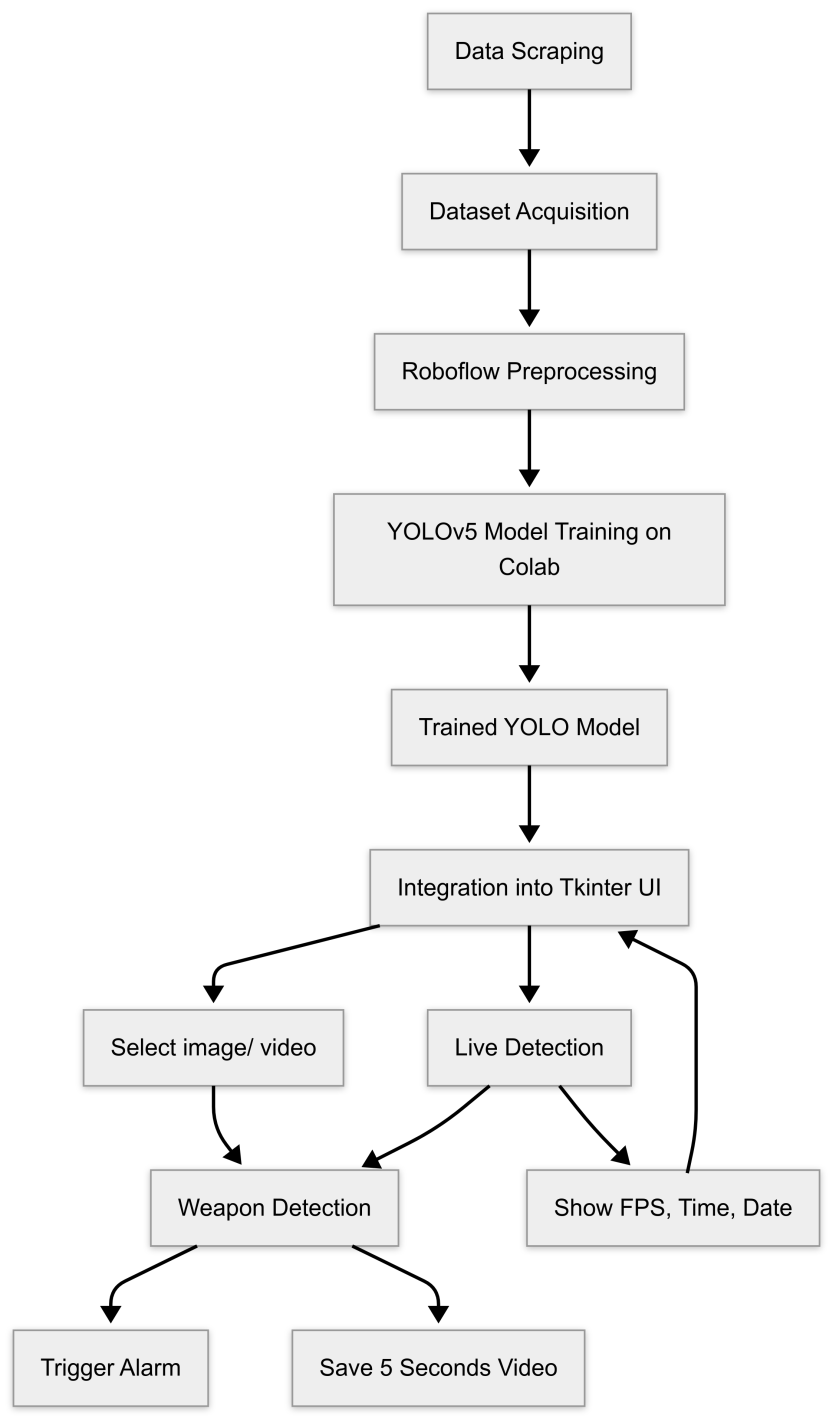 Data Scraping
Dataset Acquisition
Roboflow Preprocessing
YOLOv5 Model Training on
Colab
Trained YOLO Model
Integration into Tkinter UI
Select image/ video
Live Detection
Weapon Detection
Show FPS, Time, Date
Trigger Alarm
Save 5 Seconds Video